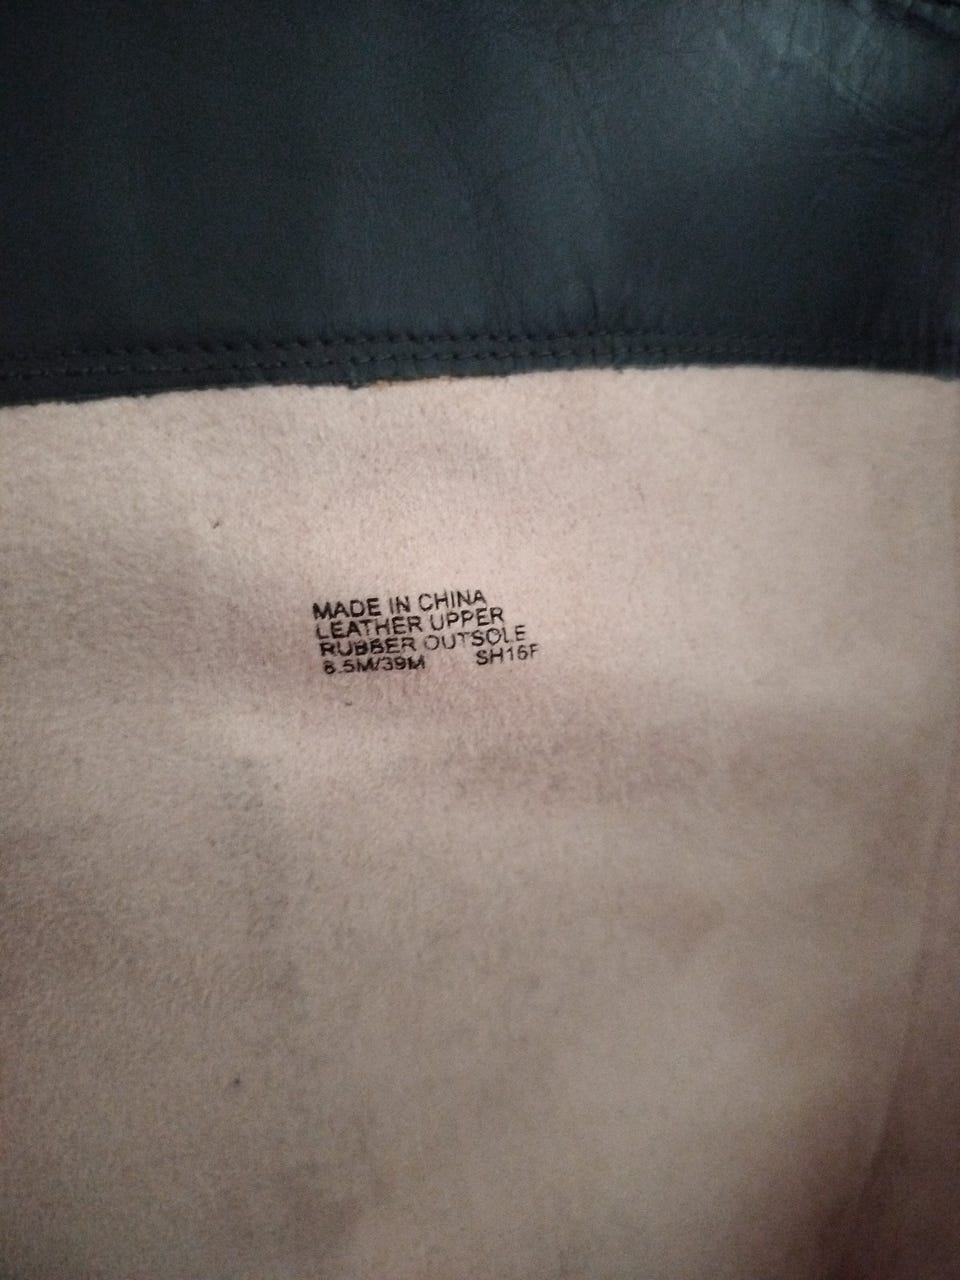 MADE IN CHINA
LEATHER UPPER
RUBBER OUTSOLE
8.5M/39M SH16F